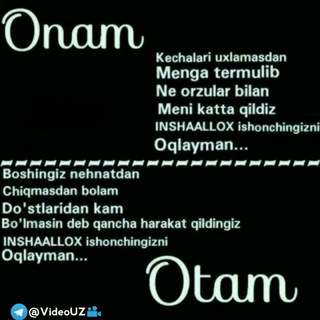 Onam
Kechalari uxlamasdan
Menga termulib
Ne orzular bilan
Meni katta qildiz
INSHAALLOX ishonchingizni
Oqlayman...
Boshingiz nehnatdan
Chiqmasdan bolam
Do'stlaridan kam
Bo'lmasin deb qancha harakat qildingiz
INSHAALLOX ishonchingizni
Oqlayman...
Otam
@VideoUZ